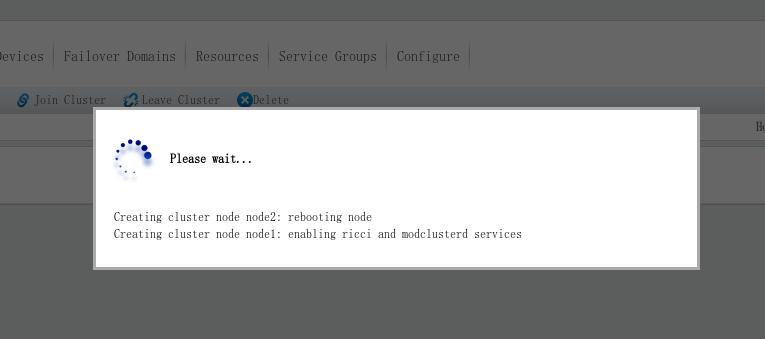 Devices Failover Domains Resources Service Groups Configure
Join Cluster Leave Cluster Delete
Please wait...
Creating cluster node node2: rebooting node
Creating cluster node node1: enabling ricci and modclusterd services